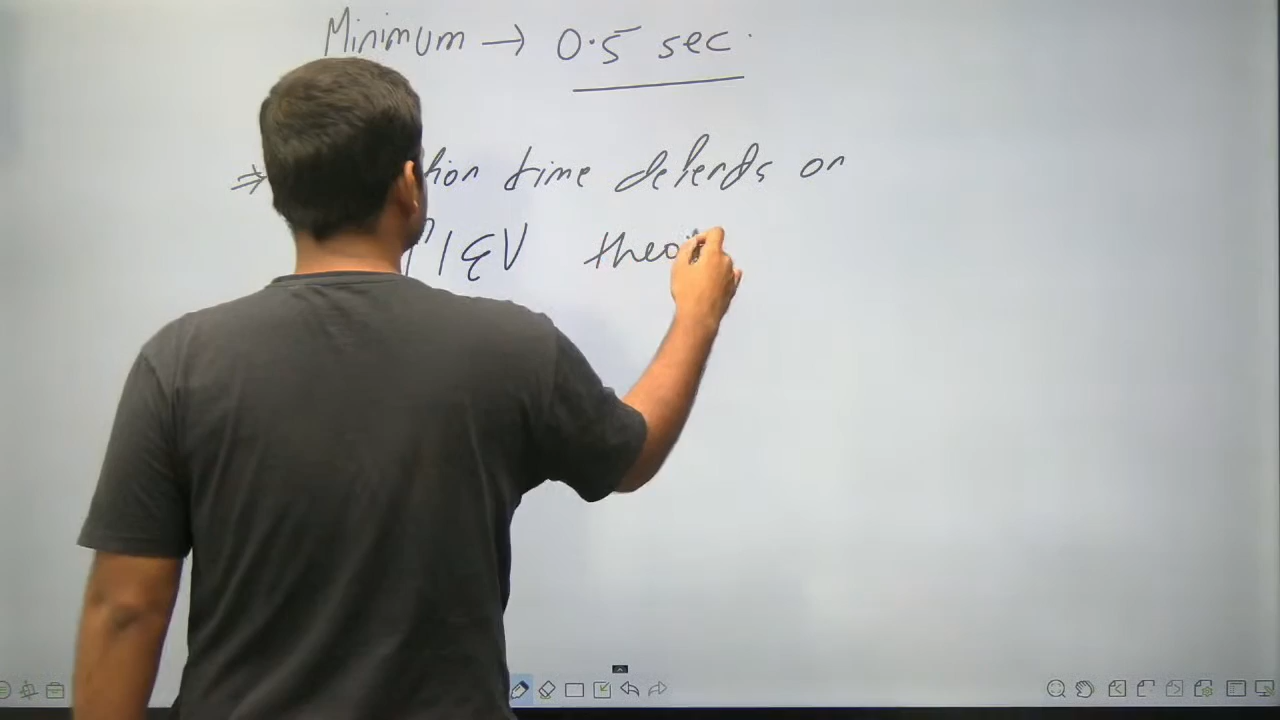 Minimum → 0.5 sec.
⇒ tion time depends on
IEV theo